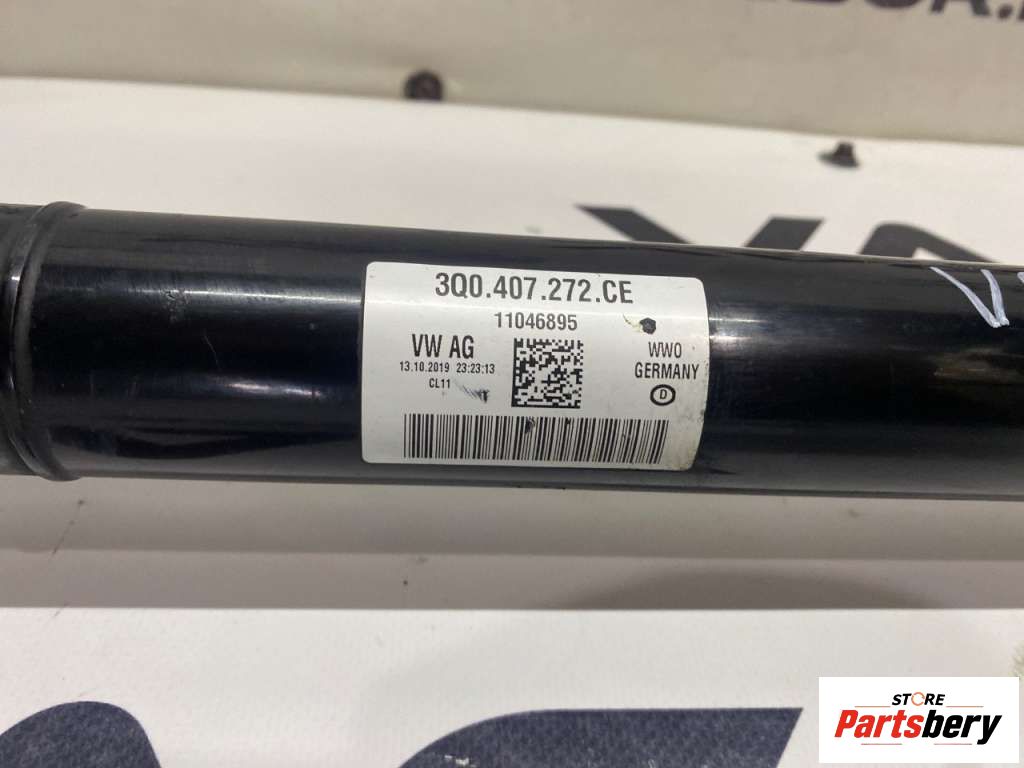 3Q0.407.272.CE
11046895
VW AG
13.10.2019 23:23:13
CL11
WWO
GERMANY
D
STORE
Partsbery